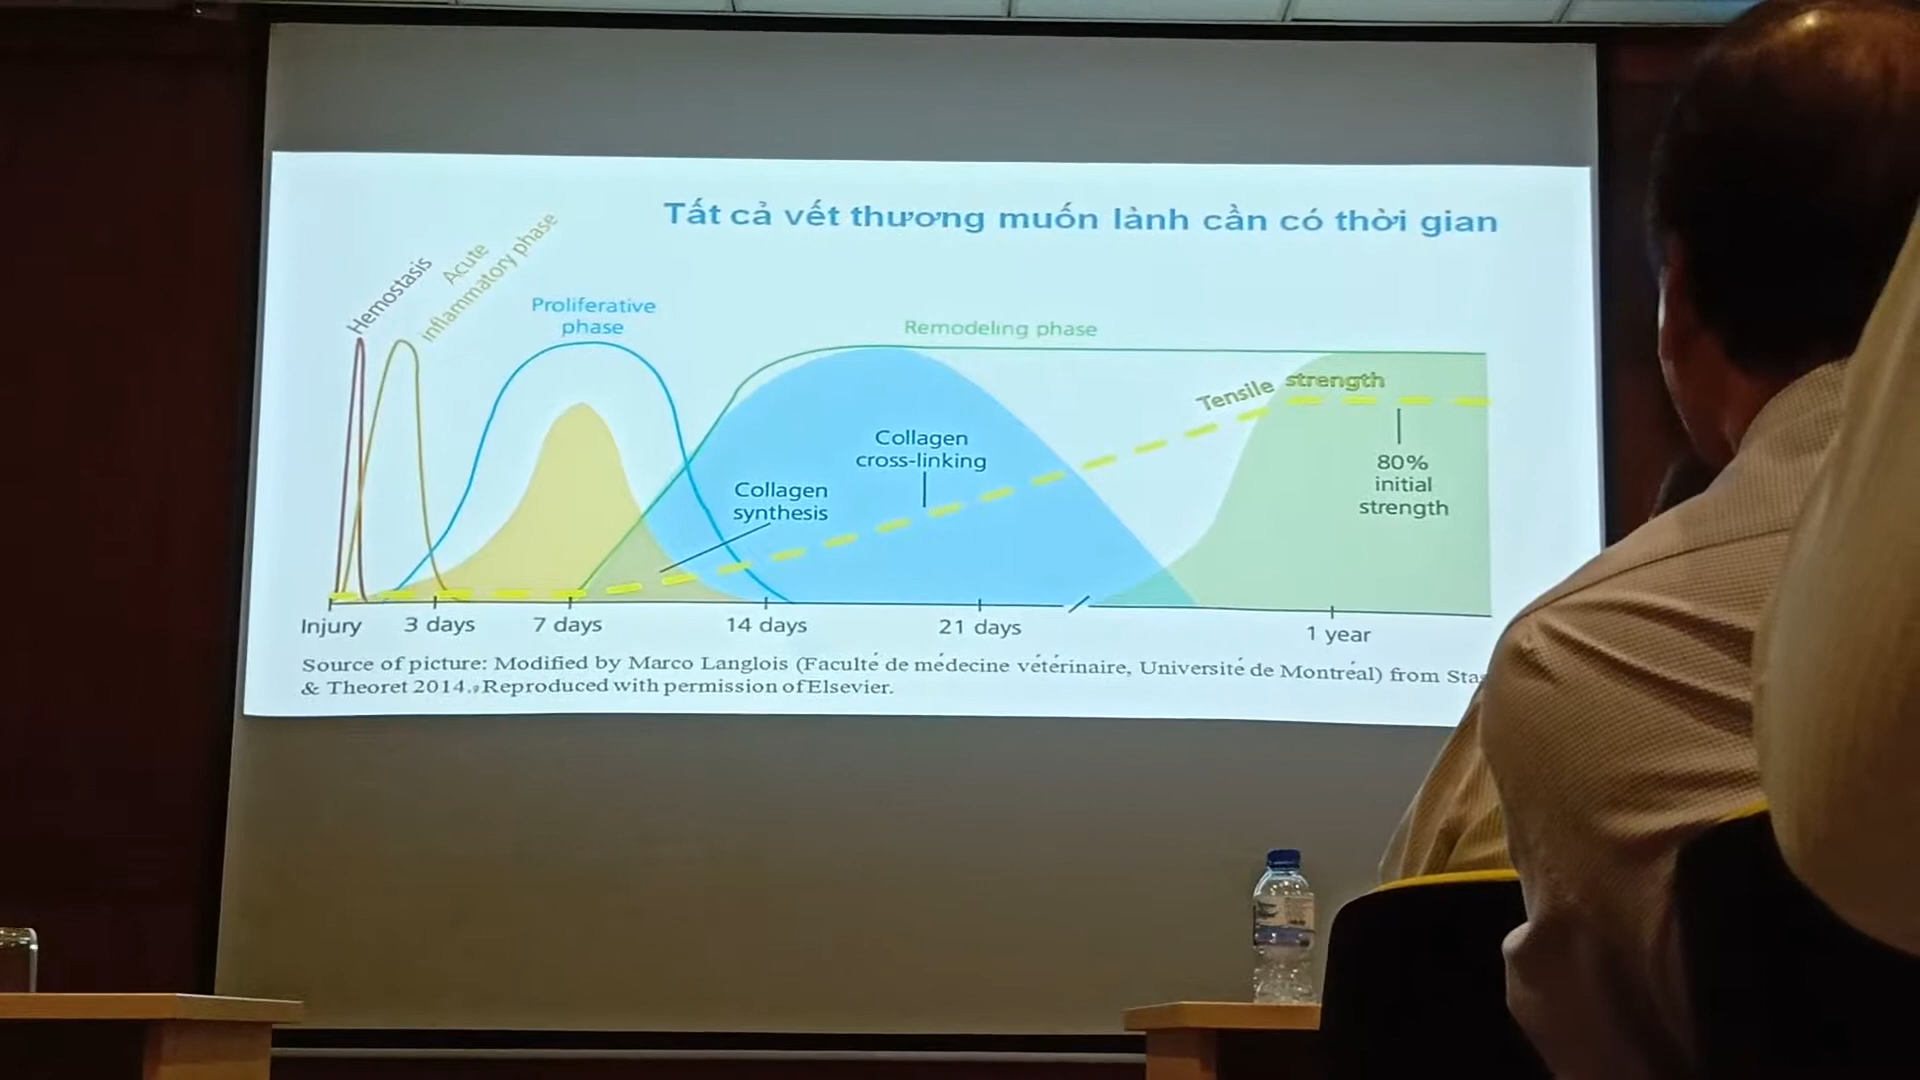 Tất cả vết thương muốn lành cần có thời gian
Hemostasis
Acute
inflammatory phase
Proliferative
phase
Remodeling phase
Tensile strength
Collagen
cross-linking
Collagen
synthesis
80%
initial
strength
Injury 3 days 7 days 14 days 21 days 1 year
Source of picture: Modified by Marco Langlois (Faculté de médecine vétérinaire, Université de Montréal) from
& Theoret 2014., Reproduced with permission of Elsevier.